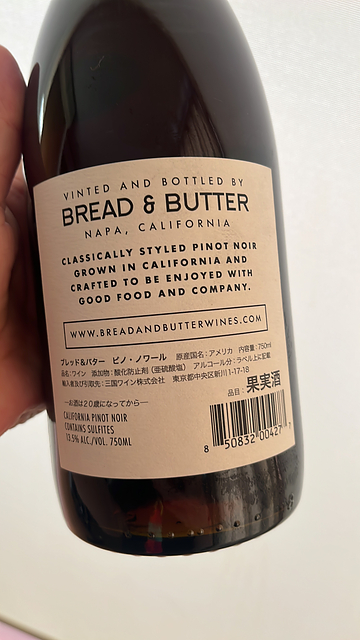 VINTED AND BOTTLED BY
BREAD & BUTTER
NAPA, CALIFORNIA
CLASSICALLY STYLED PINOT NOIR
GROWN IN CALIFORNIA AND
CRAFTED TO BE ENJOYED WITH
GOOD FOOD AND COMPANY.
WWW.BREADANDBUTTERWINES.COM
ブレッド&バター ピノ・ノワール 原産国名：アメリカ 内容量：750ml
品名：ワイン 添加物：酸化防止剤（亜硫酸塩） アルコール分：ラベル上に記載
輸入者及び引取先：三国ワイン株式会社 東京都中央区新川1-17-18
品目：果実酒
―お酒は20歳になってから―
CALIFORNIA PINOT NOIR
CONTAINS SULFITES
13.5% ALC./VOL. 750ML
8 50832 00427